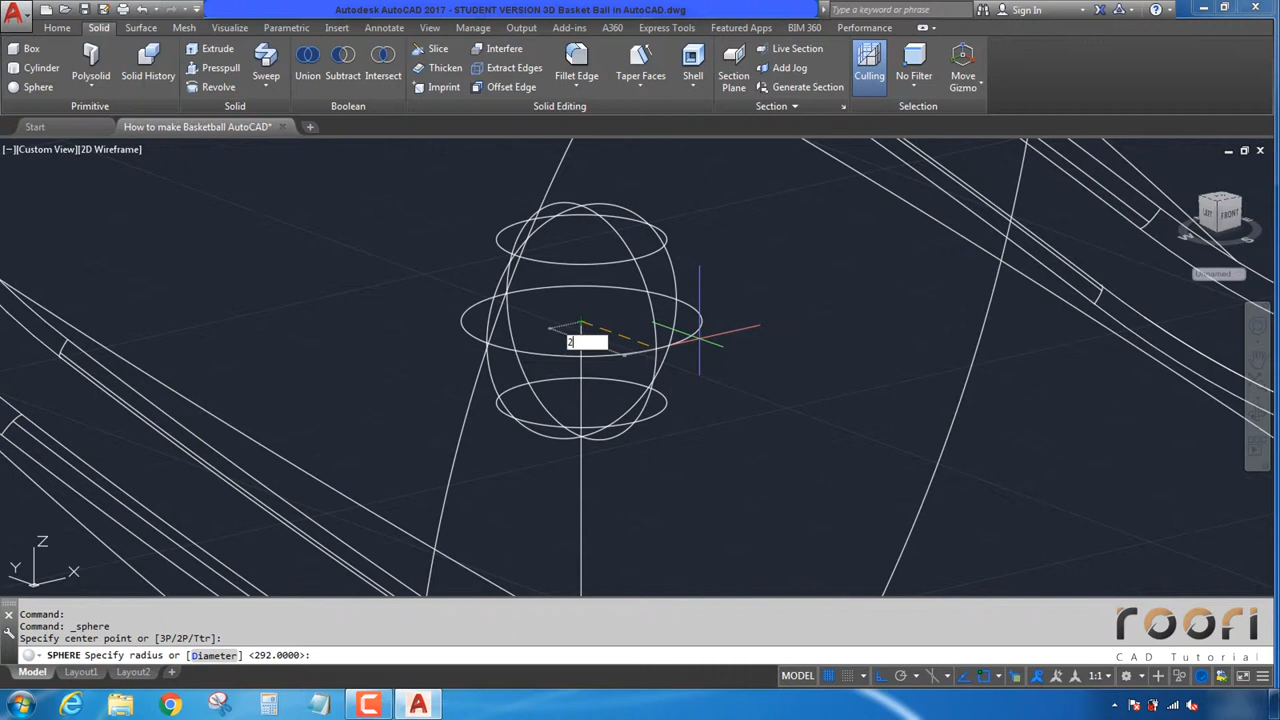 Autodesk AutoCAD 2017 - STUDENT VERSION 3D Basket Ball in AutoCAD.dwg
Type a keyword or phrase
Sign In
Home Solid Surface Mesh Visualize Parametric Insert Annotate View Manage Output Add-ins A360 Express Tools Featured Apps BIM 360 Performance
Box
Cylinder
Sphere
Polysolid
Solid History
Extrude
Presspull
Revolve
Sweep
Union
Subtract
Intersect
Slice
Thicken
Imprint
Interfere
Extract Edges
Offset Edge
Fillet Edge
Taper Faces
Shell
Section
Plane
Live Section
Add Jog
Generate Section
Culling
No Filter
Move
Gizmo
Primitive
Solid
Boolean
Solid Editing
Section
Selection
Start
How to make Basketball AutoCAD*
[−][Custom View][2D Wireframe]
LEFT FRONT
W
Unnamed
2
Z
Y
X
Command:
Command: _sphere
Specify center point or [3P/2P/Ttr]:
SPHERE Specify radius or [Diameter] <292.0000>:
roofi
CAD Tutorial
Model Layout1 Layout2
MODEL
1:1